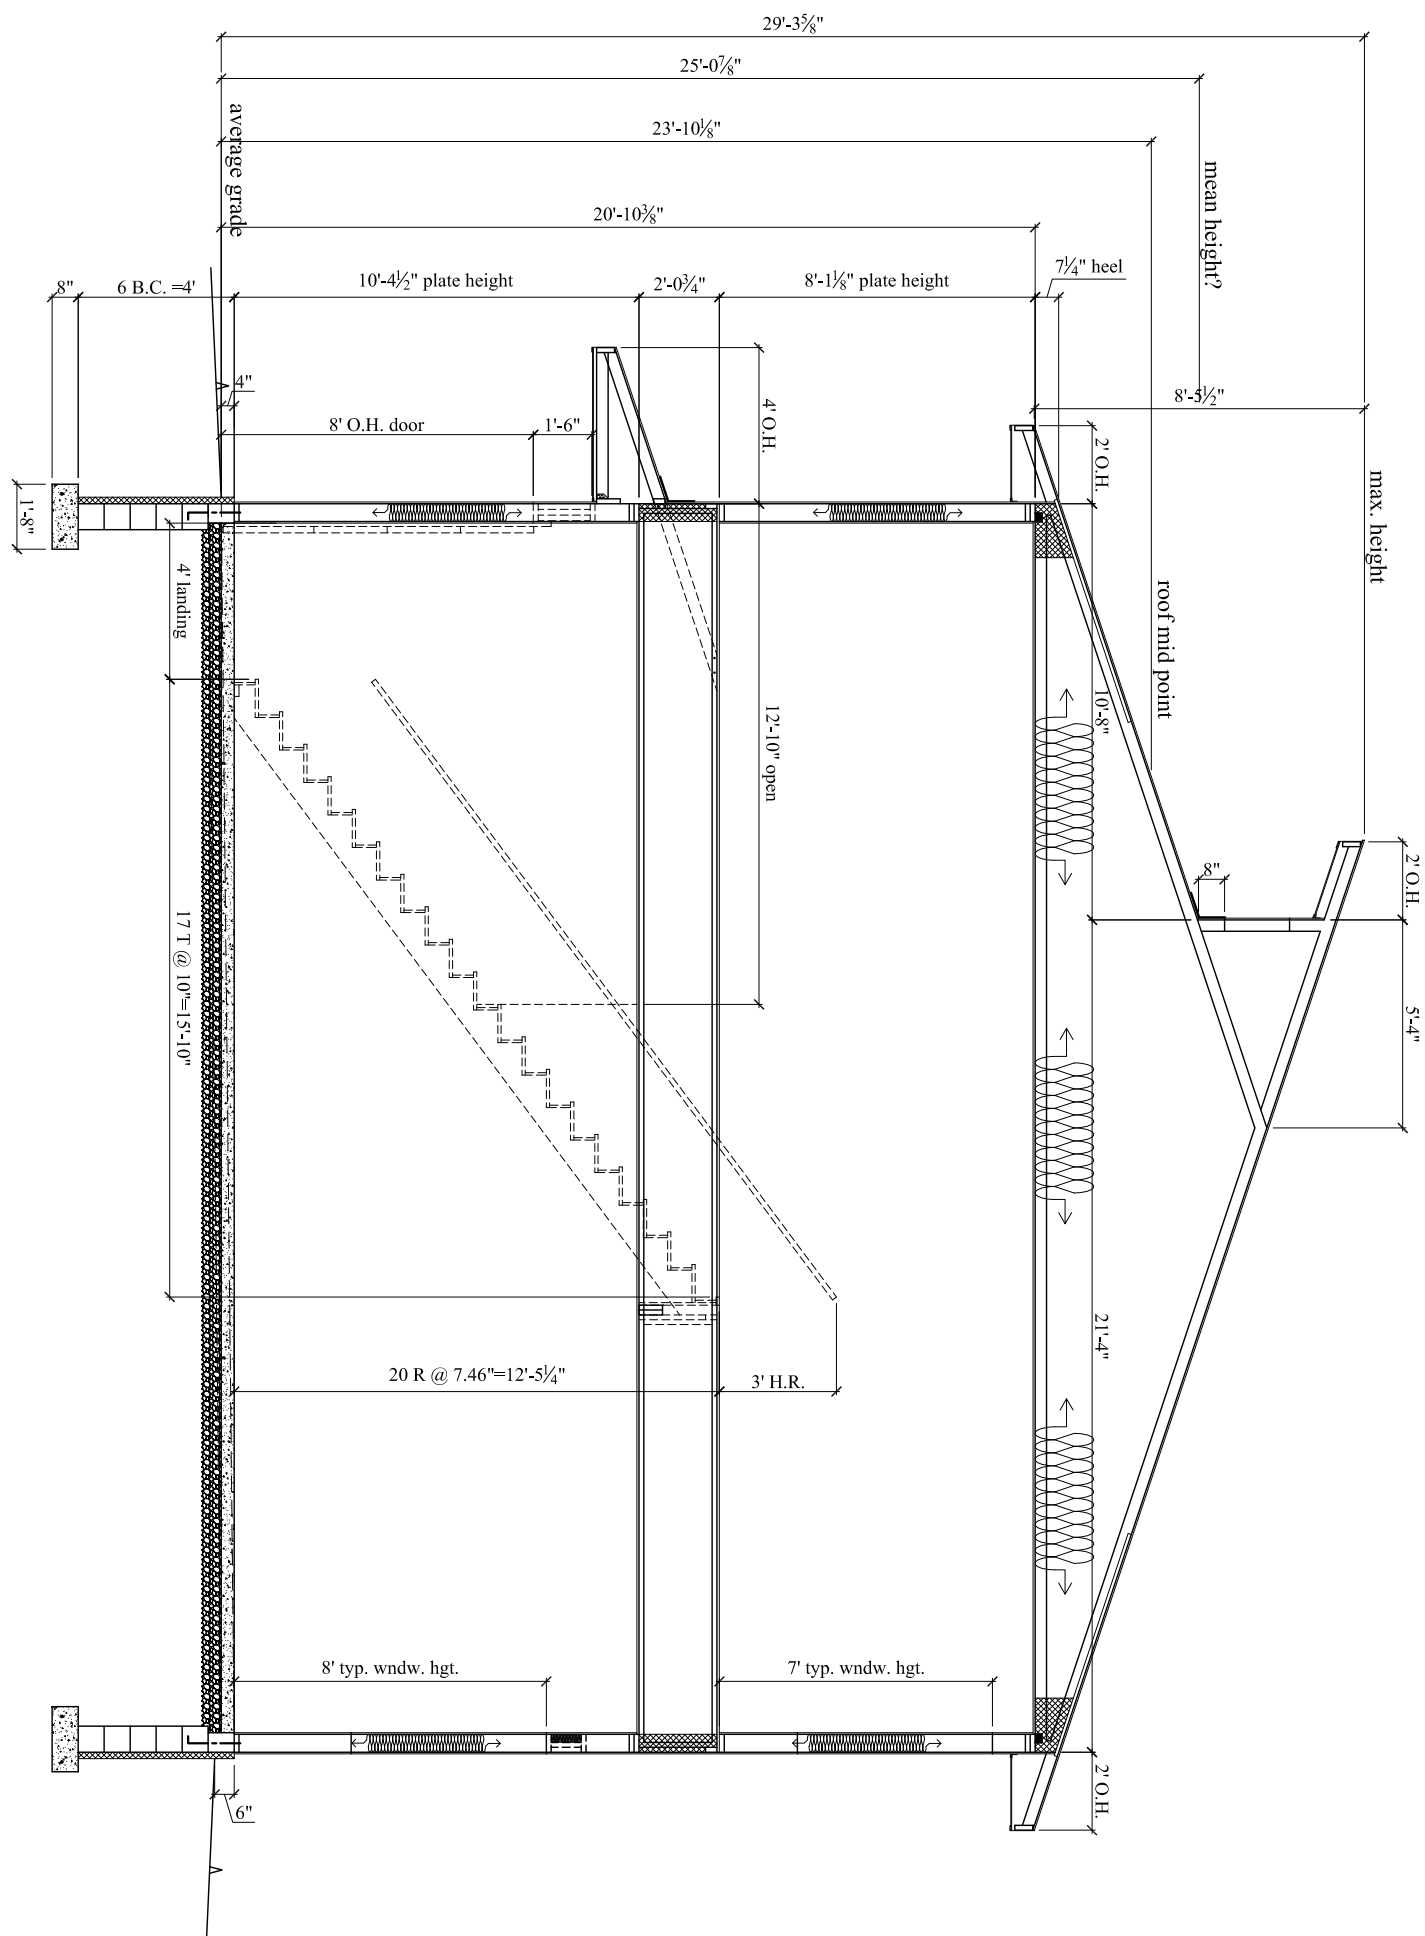 29'-3⅝"
25'-0⅞"
23'-10⅛"
20'-10⅜"
average grade
mean height?
max. height
roof mid point
8"
6 B.C. =4'
10'-4½" plate height
2'-0¾"
8'-1⅛" plate height
7¼" heel
8'-5½"
4"
8' O.H. door
1'-6"
4' O.H.
2' O.H.
1'-8"
4' landing
12'-10" open
10'-8"
8"
2' O.H.
5'-4"
17 T @ 10"=15'-10"
21'-4"
20 R @ 7.46"=12'-5¼"
3' H.R.
8' typ. wndw. hgt.
7' typ. wndw. hgt.
2' O.H.
6"